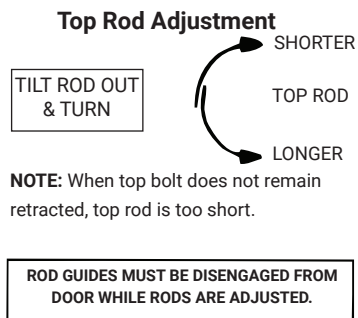 Top Rod Adjustment
SHORTER
TILT ROD OUT
& TURN
TOP ROD
LONGER
NOTE: When top bolt does not remain
retracted, top rod is too short.
ROD GUIDES MUST BE DISENGAGED FROM
DOOR WHILE RODS ARE ADJUSTED.